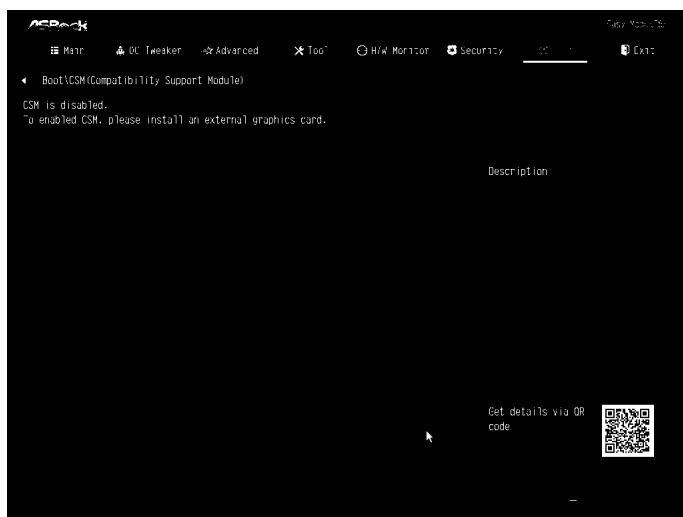 ASRock
Main
OC Tweaker
Advanced
Tool
H/W Monitor
Security
Exit
Boot\CSM(Compatibility Support Module)
CSM is disabled.
To enabled CSM, please install an external graphics card.
Description
Get details via QR
code